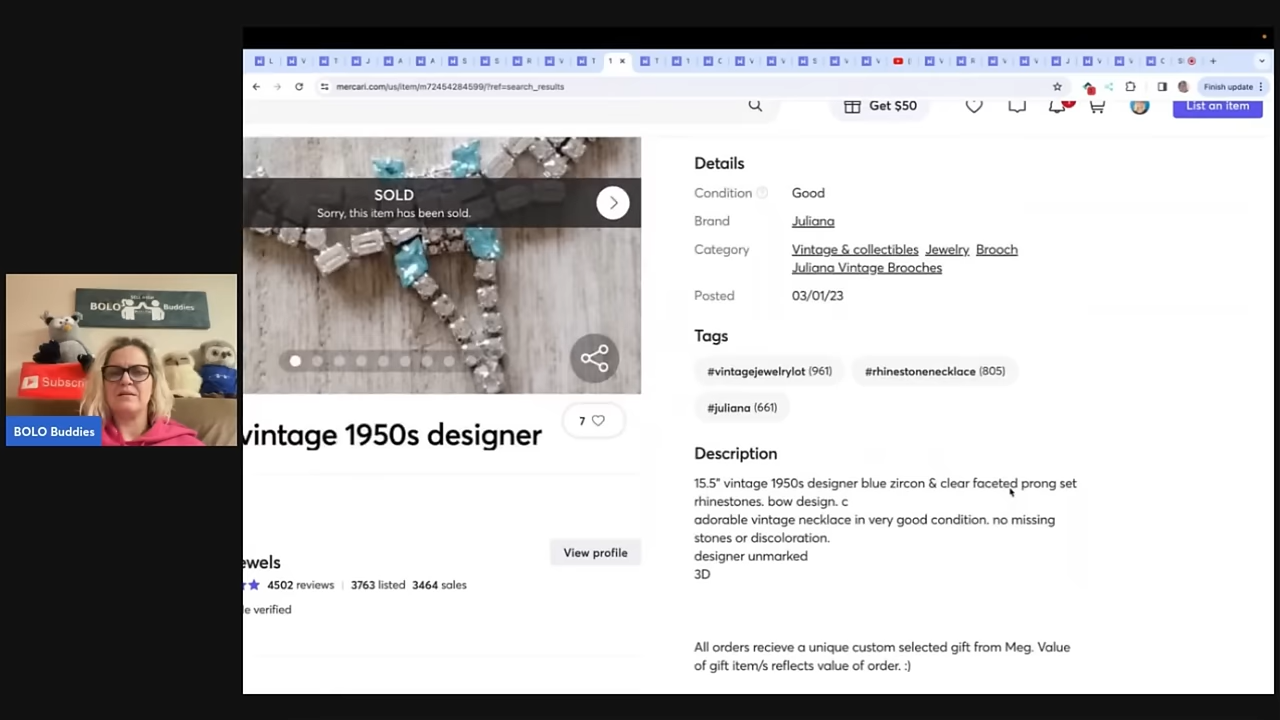 mercari.com/us/item/m72454284599/?ref=search_results
Finish update
Get $50
List an item
SOLD
Sorry, this item has been sold.
vintage 1950s designer
7
ewels
View profile
4502 reviews | 3763 listed 3464 sales
le verified
Details
Condition Good
Brand Juliana
Category Vintage & collectibles Jewelry Brooch
Juliana Vintage Brooches
Posted 03/01/23
Tags
#vintagejewelrylot (961) #rhinestonenecklace (805)
#juliana (661)
Description
15.5" vintage 1950s designer blue zircon & clear faceted prong set
rhinestones. bow design. c
adorable vintage necklace in very good condition. no missing
stones or discoloration.
designer unmarked
3D
All orders recieve a unique custom selected gift from Meg. Value
of gift item/s reflects value of order. :)
BOLO Buddies
Subscri
BOLO Buddies